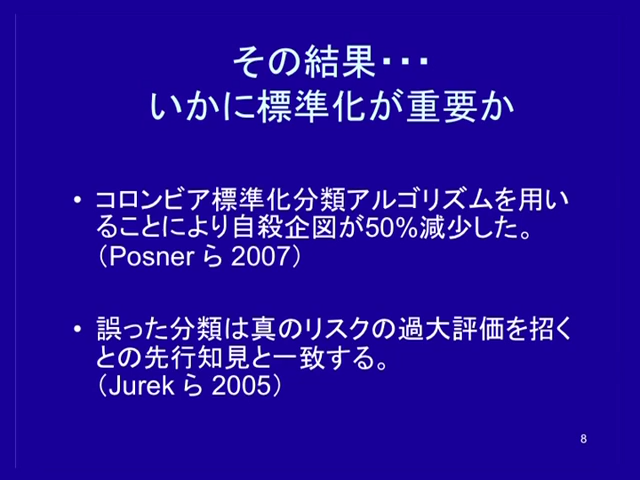 その結果・・・
いかに標準化が重要か
• コロンビア標準化分類アルゴリズムを用い
ることにより自殺企図が50%減少した。
（Posner ら 2007）
• 誤った分類は真のリスクの過大評価を招く
との先行知見と一致する。
（Jurek ら 2005）
8